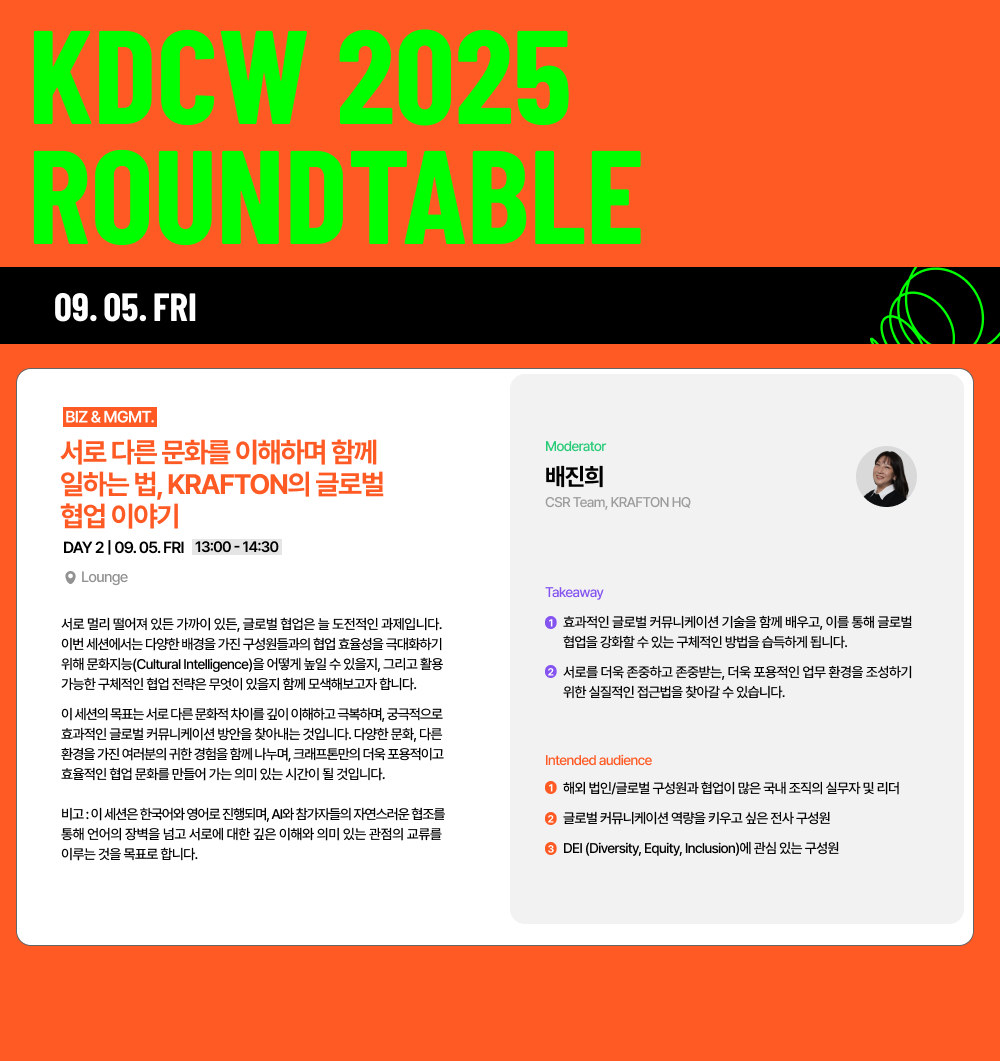 KDCW 2025
ROUNDTABLE
09. 05. FRI
BIZ & MGMT.
서로 다른 문화를 이해하며 함께
일하는 법, KRAFTON의 글로벌
협업 이야기
DAY 2 | 09. 05. FRI 13:00 - 14:30
Lounge
서로 멀리 떨어져 있든 가까이 있든, 글로벌 협업은 늘 도전적인 과제입니다.
이번 세션에서는 다양한 배경을 가진 구성원들과의 협업 효율성을 극대화하기
위해 문화지능(Cultural Intelligence)을 어떻게 높일 수 있을지, 그리고 활용
가능한 구체적인 협업 전략은 무엇이 있을지 함께 모색해보고자 합니다.
이 세션의 목표는 서로 다른 문화적 차이를 깊이 이해하고 극복하며, 궁극적으로
효과적인 글로벌 커뮤니케이션 방안을 찾아내는 것입니다. 다양한 문화, 다른
환경을 가진 여러분의 귀한 경험을 함께 나누며, 크래프톤만의 더욱 포용적이고
효율적인 협업 문화를 만들어 가는 의미 있는 시간이 될 것입니다.
비고 : 이 세션은 한국어와 영어로 진행되며, AI와 참가자들의 자연스러운 협조를
통해 언어의 장벽을 넘고 서로에 대한 깊은 이해와 의미 있는 관점의 교류를
이루는 것을 목표로 합니다.
Moderator
배진희
CSR Team, KRAFTON HQ
Takeaway
1 효과적인 글로벌 커뮤니케이션 기술을 함께 배우고, 이를 통해 글로벌
협업을 강화할 수 있는 구체적인 방법을 습득하게 됩니다.
2 서로를 더욱 존중하고 존중받는, 더욱 포용적인 업무 환경을 조성하기
위한 실질적인 접근법을 찾아갈 수 있습니다.
Intended audience
1 해외 법인/글로벌 구성원과 협업이 많은 국내 조직의 실무자 및 리더
2 글로벌 커뮤니케이션 역량을 키우고 싶은 전사 구성원
3 DEI (Diversity, Equity, Inclusion)에 관심 있는 구성원